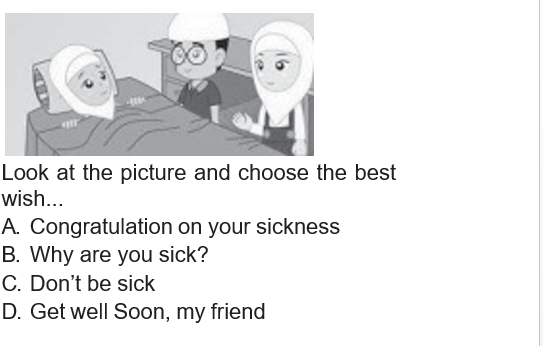 Look at the picture and choose the best
wish...
A. Congratulation on your sickness
B. Why are you sick?
C. Don't be sick
D. Get well Soon, my friend